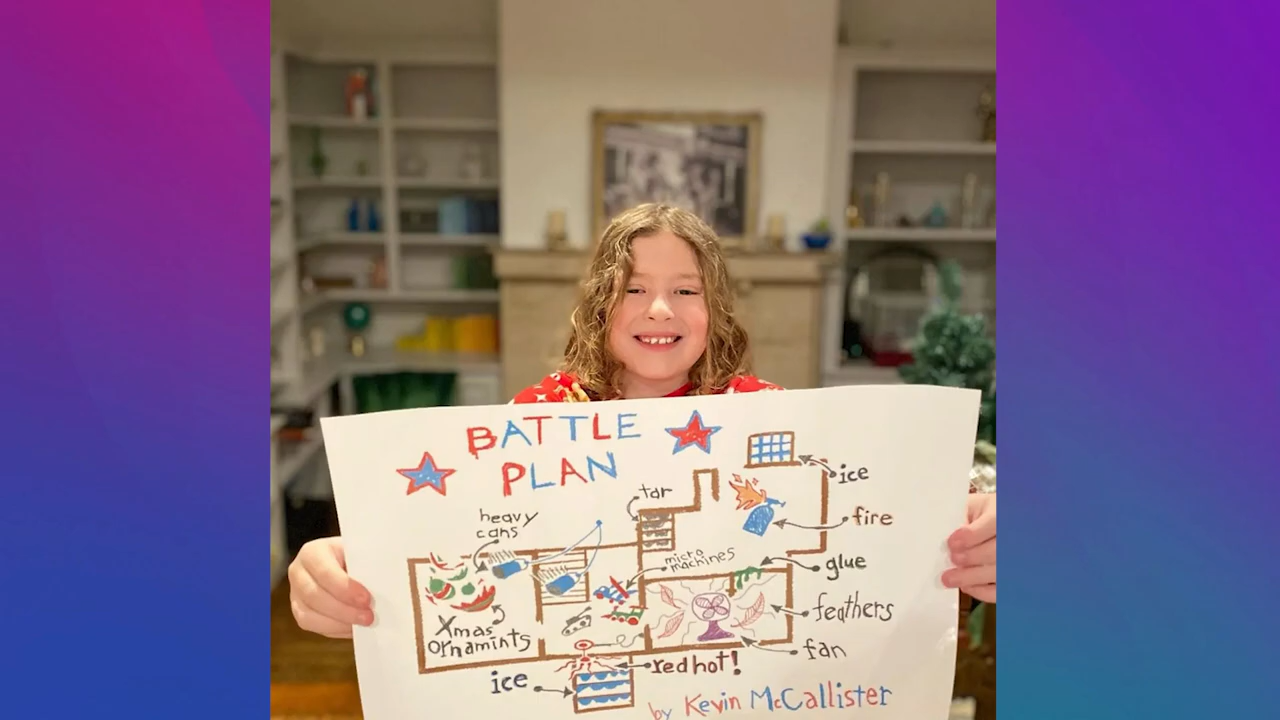 BATTLE
PLAN
ice
tar
heavy
cans
fire
micro
machines
glue
feathers
Xmas
ornamints
fan
red hot!
ice
by Kevin McCallister